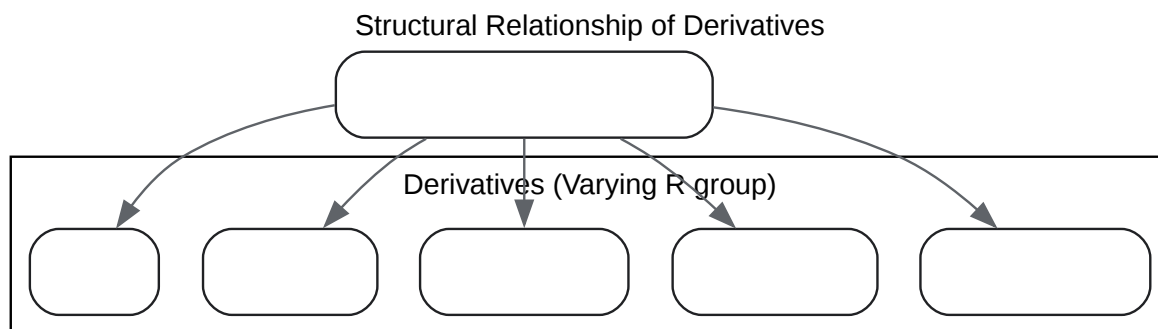 Structural Relationship of Derivatives
Derivatives (Varying R group)